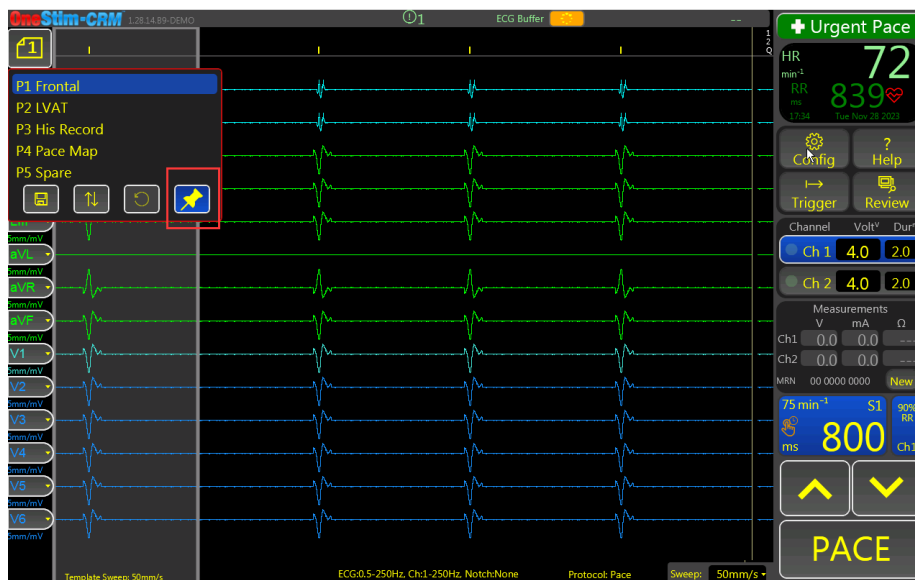 OneStim-CRM 1.28.14.89-DEMO
1
ECG Buffer
--
Urgent Pace
1
1
2
Q
HR
min-1
72
RR
ms
839
17:34 Tue Nov 28 2023
P1 Frontal
P2 LVAT
P3 His Record
P4 Pace Map
P5 Spare
Config
?
Help
Trigger
Review
Channel Voltⱽ
Ch 1 4.0 2.0
Ch 2 4.0 2.0
5mm/mV
aVL
5mm/mV
aVR
5mm/mV
aVF
5mm/mV
V1
5mm/mV
V2
5mm/mV
V3
5mm/mV
V4
5mm/mV
V5
5mm/mV
V6
5mm/mV
Measurements
V mA Ω
Ch1 0.0 0.0 ---
Ch2 0.0 0.0 ---
MRN 00 0000 0000 New
75 min-1 S1
ms 800
90%
RR
Ch1
PACE
Template Sweep: 50mm/s
ECG:0.5-250Hz, Ch:1-250Hz, Notch:None
Protocol: Pace
Sweep: 50mm/s